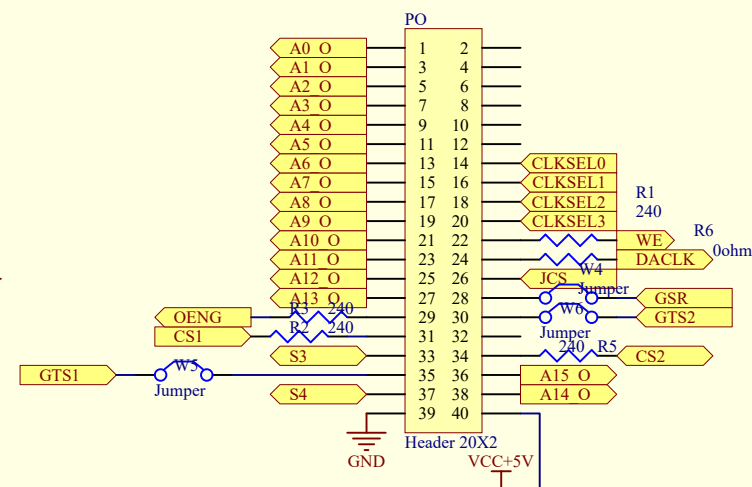 PO
A0_O 1 2
A1_O 3 4
A2_O 5 6
A3_O 7 8
A4_O 9 10
A5_O 11 12
A6_O 13 14 CLKSEL0
A7_O 15 16 CLKSEL1
A8_O 17 18 CLKSEL2
A9_O 19 20 CLKSEL3
R1
240
A10_O 21 22 WE
R6
0ohm
A11_O 23 24 DACLK
A12_O 25 26 JCS
W4
Jumper
A13_O 27 28 GSR
R3 240
OENG 29 30 GTS2
W6
Jumper
R2 240
CS1 31 32
S3 33 34 240 R5 CS2
GTS1 W5 35 36 A15_O
Jumper
S4 37 38 A14_O
39 40
Header 20X2
GND
VCC+5V